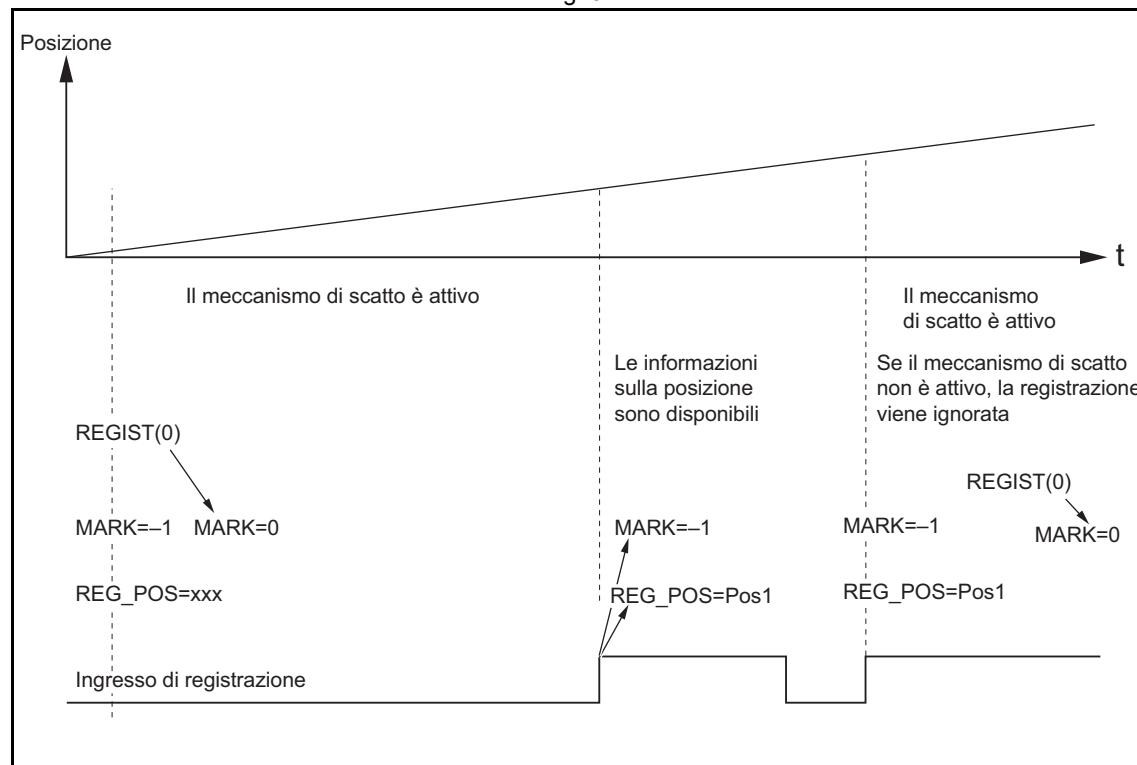 Posizione
t
Il meccanismo di scatto è attivo
Il meccanismo
di scatto è attivo
Le informazioni
sulla posizione
sono disponibili
Se il meccanismo di scatto
non è attivo, la registrazione
viene ignorata
REGIST(0)
REGIST(0)
MARK=–1 MARK=0
MARK=–1
MARK=–1
MARK=0
REG_POS=xxx
REG_POS=Pos1
REG_POS=Pos1
Ingresso di registrazione